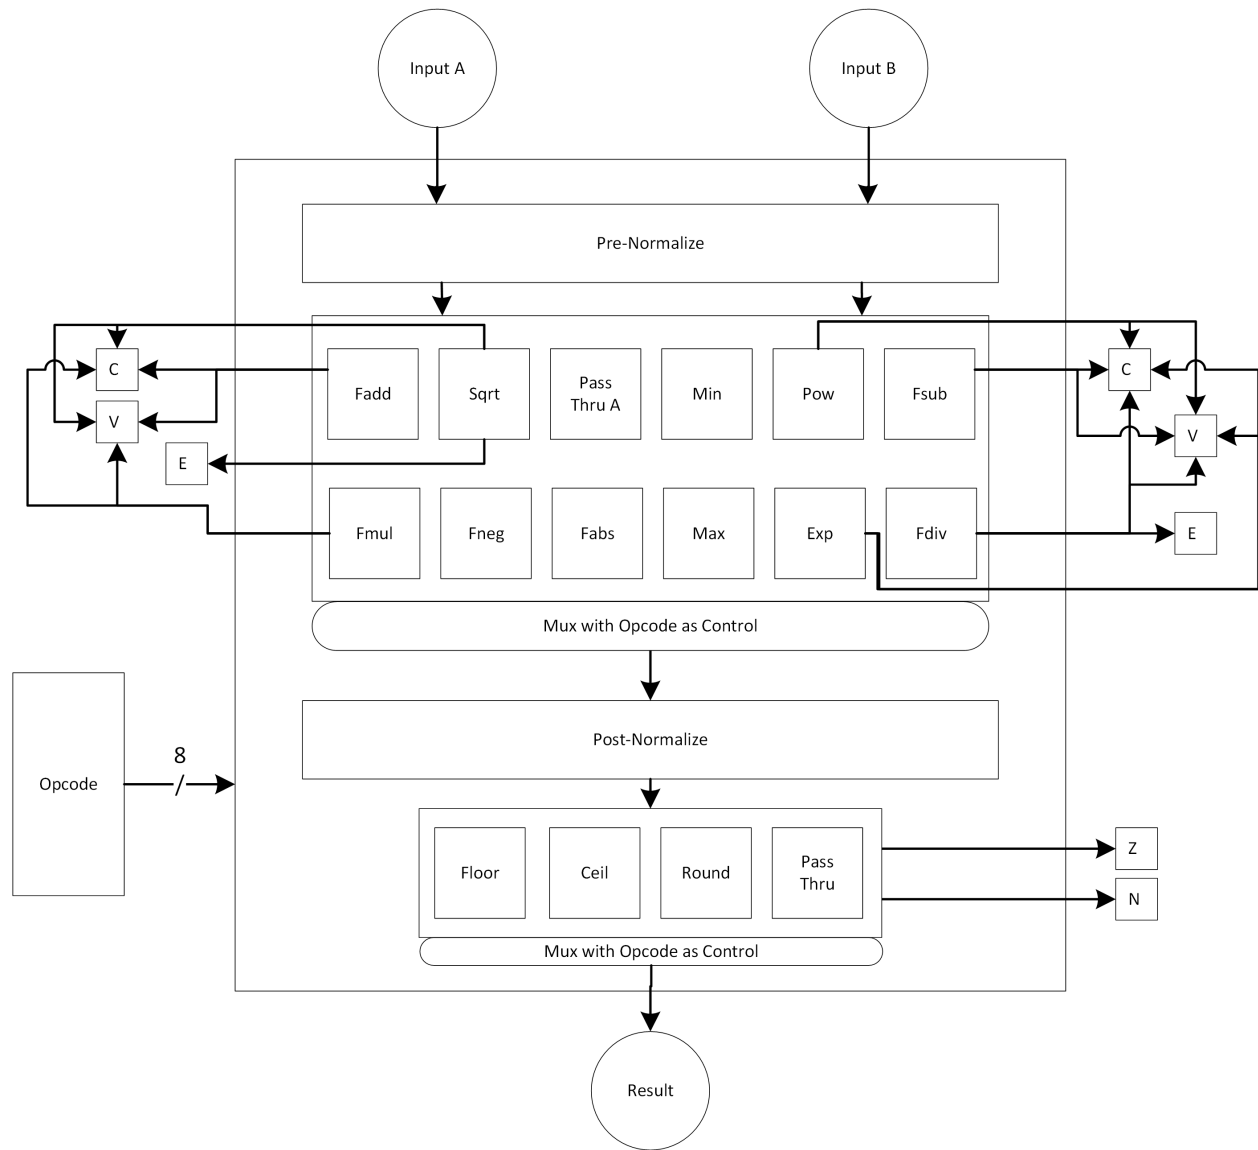 Input A
Input B
Pre-Normalize
C
V
E
Fadd
Sqrt
Pass
Thru A
Min
Pow
Fsub
C
V
E
Fmul
Fneg
Fabs
Max
Exp
Fdiv
Mux with Opcode as Control
Post-Normalize
Opcode
8
/
Floor
Ceil
Round
Pass
Thru
Z
N
Mux with Opcode as Control
Result